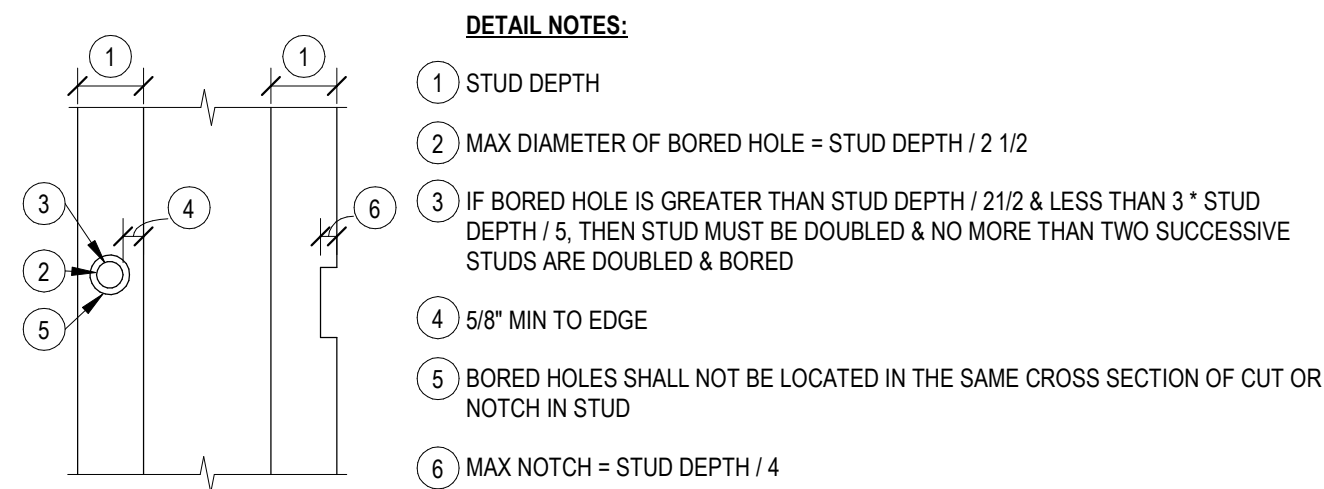 DETAIL NOTES:
1 1
1 STUD DEPTH
2 MAX DIAMETER OF BORED HOLE = STUD DEPTH / 2 1/2
3 4 6
3 IF BORED HOLE IS GREATER THAN STUD DEPTH / 21/2 & LESS THAN 3 * STUD
DEPTH / 5, THEN STUD MUST BE DOUBLED & NO MORE THAN TWO SUCCESSIVE
STUDS ARE DOUBLED & BORED
2
5
4 5/8" MIN TO EDGE
5 BORED HOLES SHALL NOT BE LOCATED IN THE SAME CROSS SECTION OF CUT OR
NOTCH IN STUD
6 MAX NOTCH = STUD DEPTH / 4